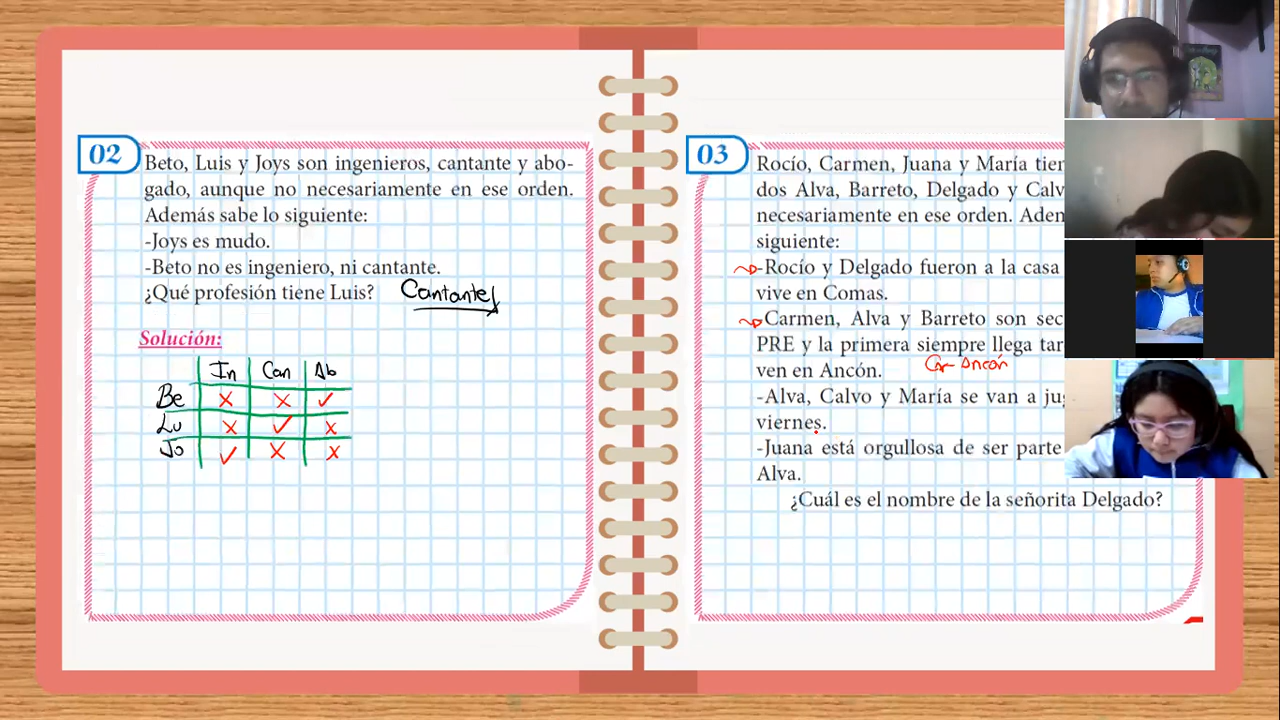 02
Beto, Luis y Joys son ingenieros, cantante y abo-
gado, aunque no necesariamente en ese orden.
Además sabe lo siguiente:
-Joys es mudo.
-Beto no es ingeniero, ni cantante.
¿Qué profesión tiene Luis? Cantante
Solución:
In Can Ab
Be x x ✓
Lu x ✓ x
Jo ✓ x x
03
Rocío, Carmen, Juana y María tien
dos Alva, Barreto, Delgado y Calv
necesariamente en ese orden. Adem
siguiente:
-Rocío y Delgado fueron a la casa
vive en Comas.
-Carmen, Alva y Barreto son sec
PRE y la primera siempre llega tar
ven en Ancón. Car- Ancón
-Alva, Calvo y María se van a ju
viernes.
-Juana está orgullosa de ser parte
Alva.
¿Cuál es el nombre de la señorita Delgado?